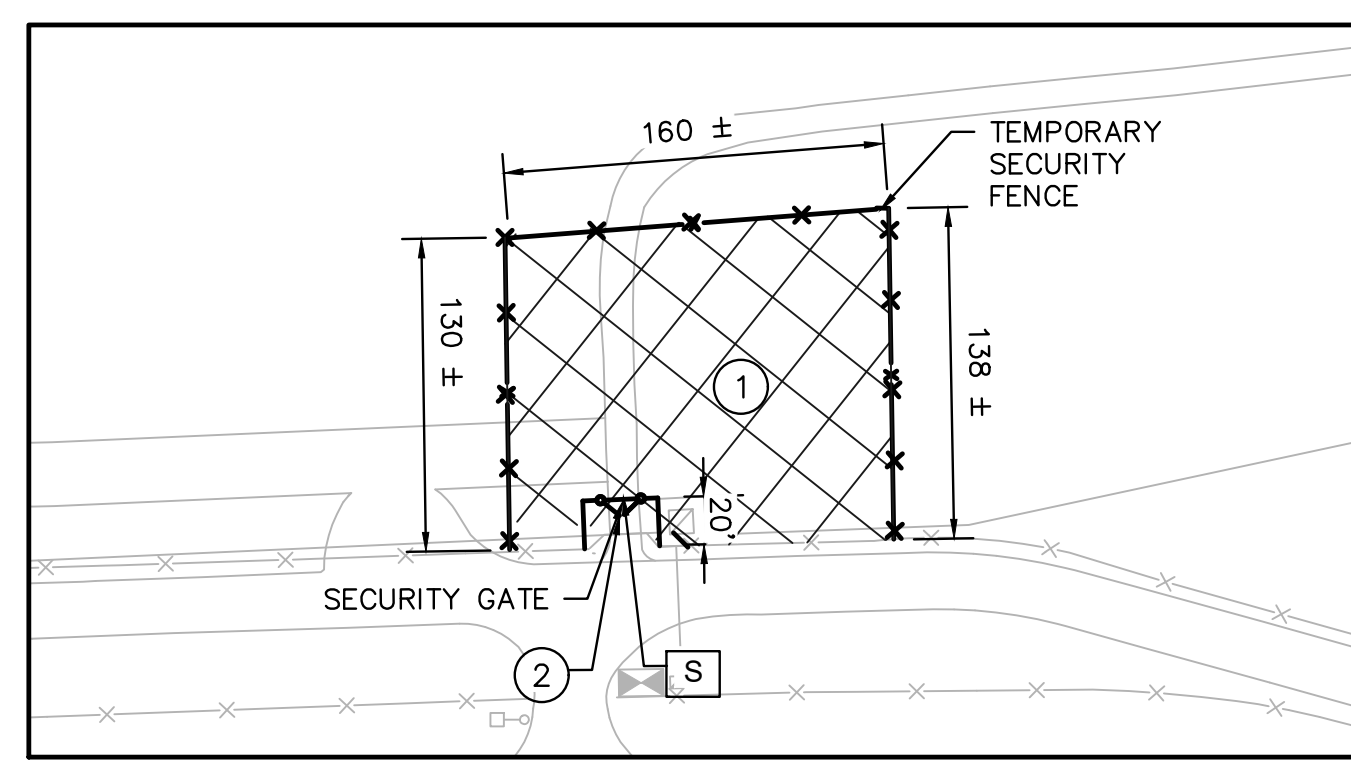 160 ±
TEMPORARY
SECURITY
FENCE
130 ±
138 ±
1
20'
SECURITY GATE
2
S